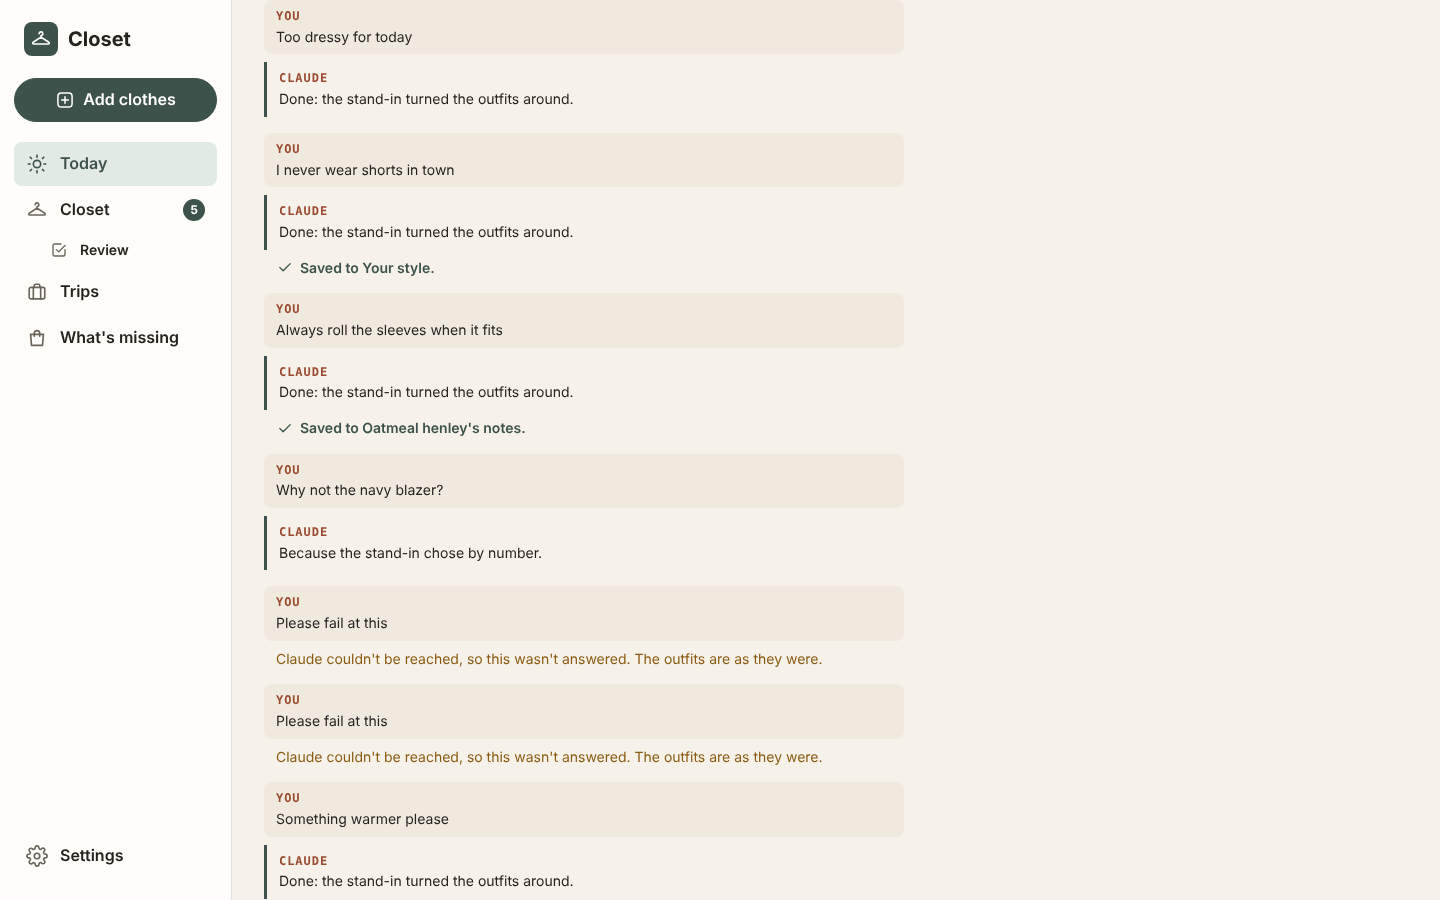 Closet
Add clothes
Today
Closet 5
Review
Trips
What's missing
Settings
YOU
Too dressy for today
CLAUDE
Done: the stand-in turned the outfits around.
YOU
I never wear shorts in town
CLAUDE
Done: the stand-in turned the outfits around.
Saved to Your style.
YOU
Always roll the sleeves when it fits
CLAUDE
Done: the stand-in turned the outfits around.
Saved to Oatmeal henley's notes.
YOU
Why not the navy blazer?
CLAUDE
Because the stand-in chose by number.
YOU
Please fail at this
Claude couldn't be reached, so this wasn't answered. The outfits are as they were.
YOU
Please fail at this
Claude couldn't be reached, so this wasn't answered. The outfits are as they were.
YOU
Something warmer please
CLAUDE
Done: the stand-in turned the outfits around.